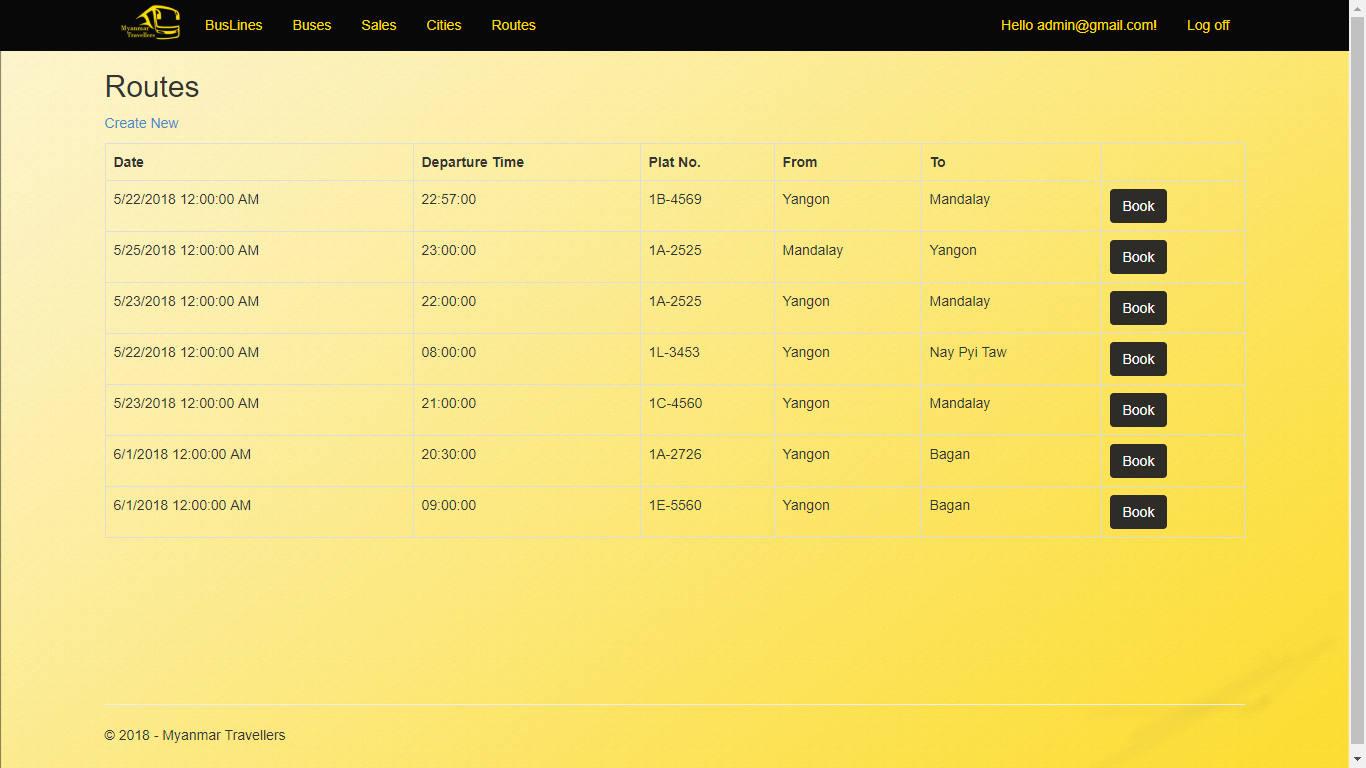 Myanmar
Travellers
BusLines Buses Sales Cities Routes Hello admin@gmail.com! Log off
Routes
Create New
Date Departure Time Plat No. From To
5/22/2018 12:00:00 AM 22:57:00 1B-4569 Yangon Mandalay Book
5/25/2018 12:00:00 AM 23:00:00 1A-2525 Mandalay Yangon Book
5/23/2018 12:00:00 AM 22:00:00 1A-2525 Yangon Mandalay Book
5/22/2018 12:00:00 AM 08:00:00 1L-3453 Yangon Nay Pyi Taw Book
5/23/2018 12:00:00 AM 21:00:00 1C-4560 Yangon Mandalay Book
6/1/2018 12:00:00 AM 20:30:00 1A-2726 Yangon Bagan Book
6/1/2018 12:00:00 AM 09:00:00 1E-5560 Yangon Bagan Book
© 2018 - Myanmar Travellers